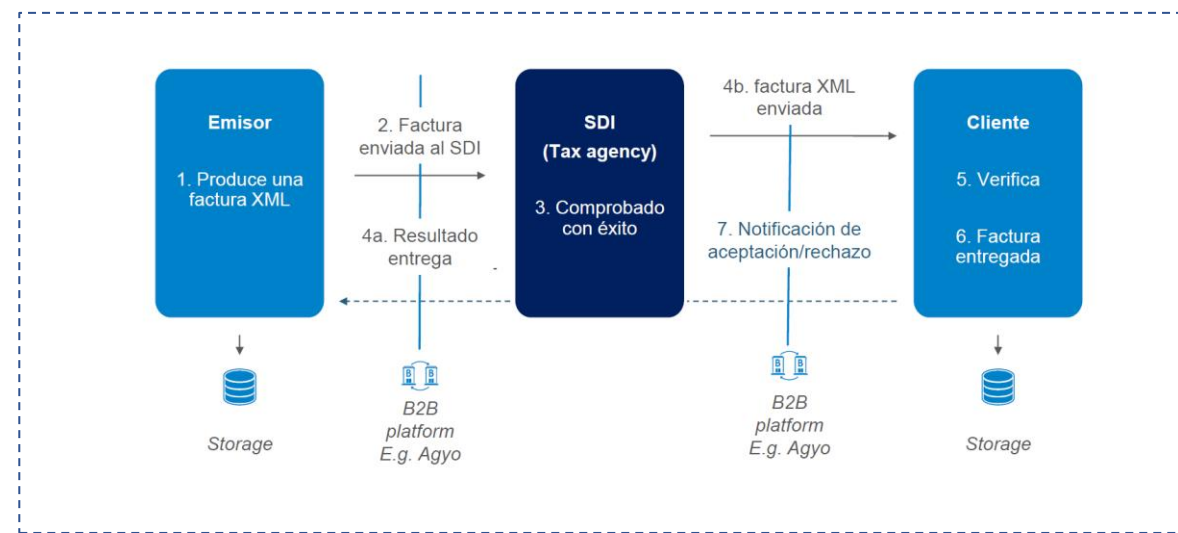 Emisor
1. Produce una
factura XML
2. Factura
enviada al SDI
4a. Resultado
entrega
SDI
(Tax agency)
3. Comprobado
con éxito
4b. factura XML
enviada
7. Notificación de
aceptación/rechazo
Cliente
5. Verifica
6. Factura
entregada
Storage
B2B
platform
E.g. Agyo
B2B
platform
E.g. Agyo
Storage